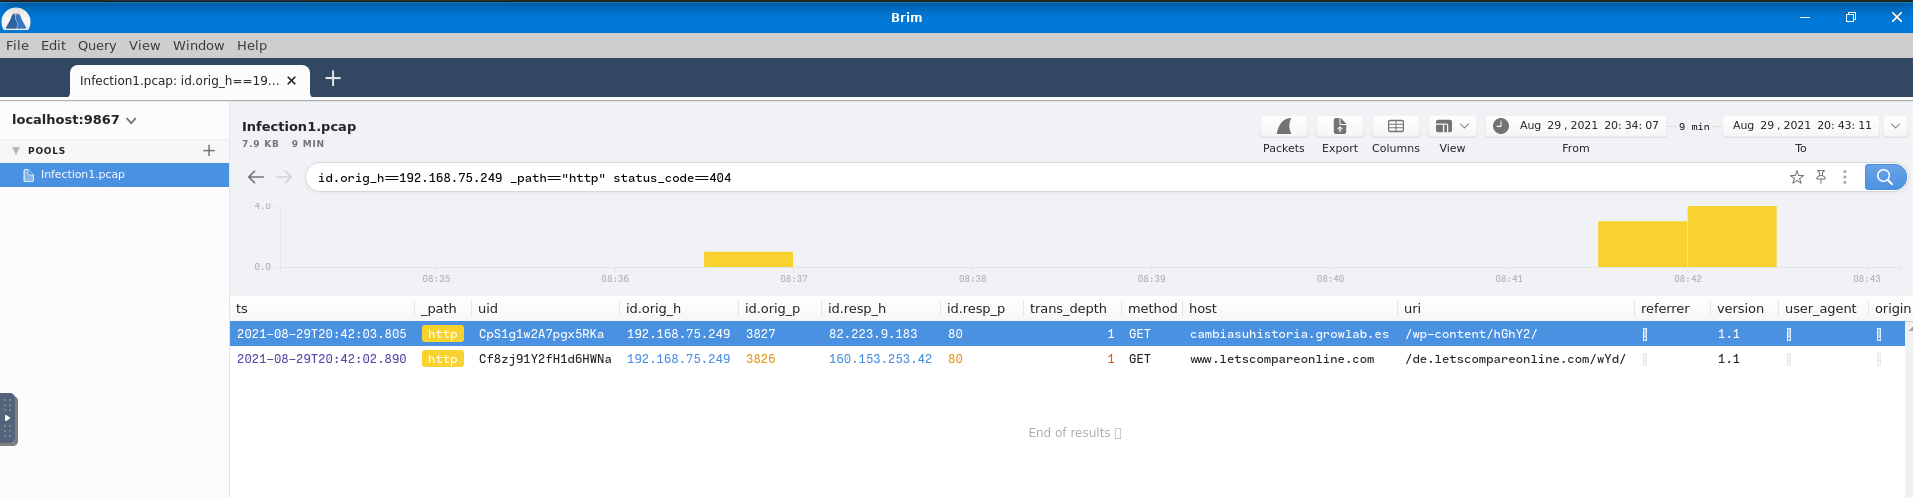 Brim
File Edit Query View Window Help
Infection1.pcap: id.orig_h==19...
localhost:9867
POOLS
Infection1.pcap
Infection1.pcap
7.9 KB 9 MIN
Packets Export Columns View
Aug 29, 2021 20:34:07 9 min Aug 29, 2021 20:43:11
From To
id.orig_h==192.168.75.249 _path=="http" status_code==404
4.0
0.0
08:35 08:36 08:37 08:38 08:39 08:40 08:41 08:42 08:43
ts _path uid id.orig_h id.orig_p id.resp_h id.resp_p trans_depth method host uri referrer version user_agent origin
2021-08-29T20:42:03.805 http CpS1g1w2A7pgx5RKa 192.168.75.249 3827 82.223.9.183 80 1 GET cambiasuhistoria.growlab.es /wp-content/hGhY2/ 1.1
2021-08-29T20:42:02.890 http Cf8zj91Y2fH1d6HWNa 192.168.75.249 3826 160.153.253.42 80 1 GET www.letscompareonline.com /de.letscompareonline.com/wYd/ 1.1
End of results